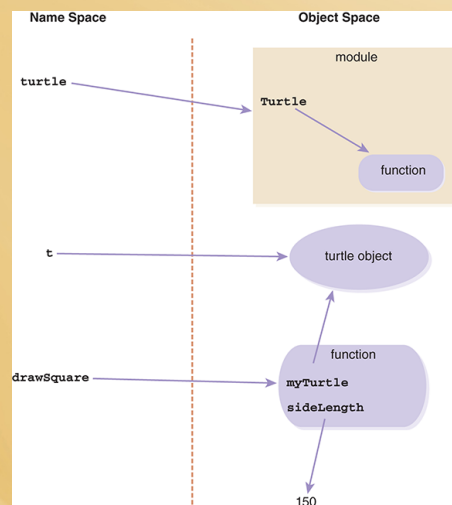 Name Space
Object Space
module
turtle
Turtle
function
t
turtle object
function
drawSquare
myTurtle
sideLength
150